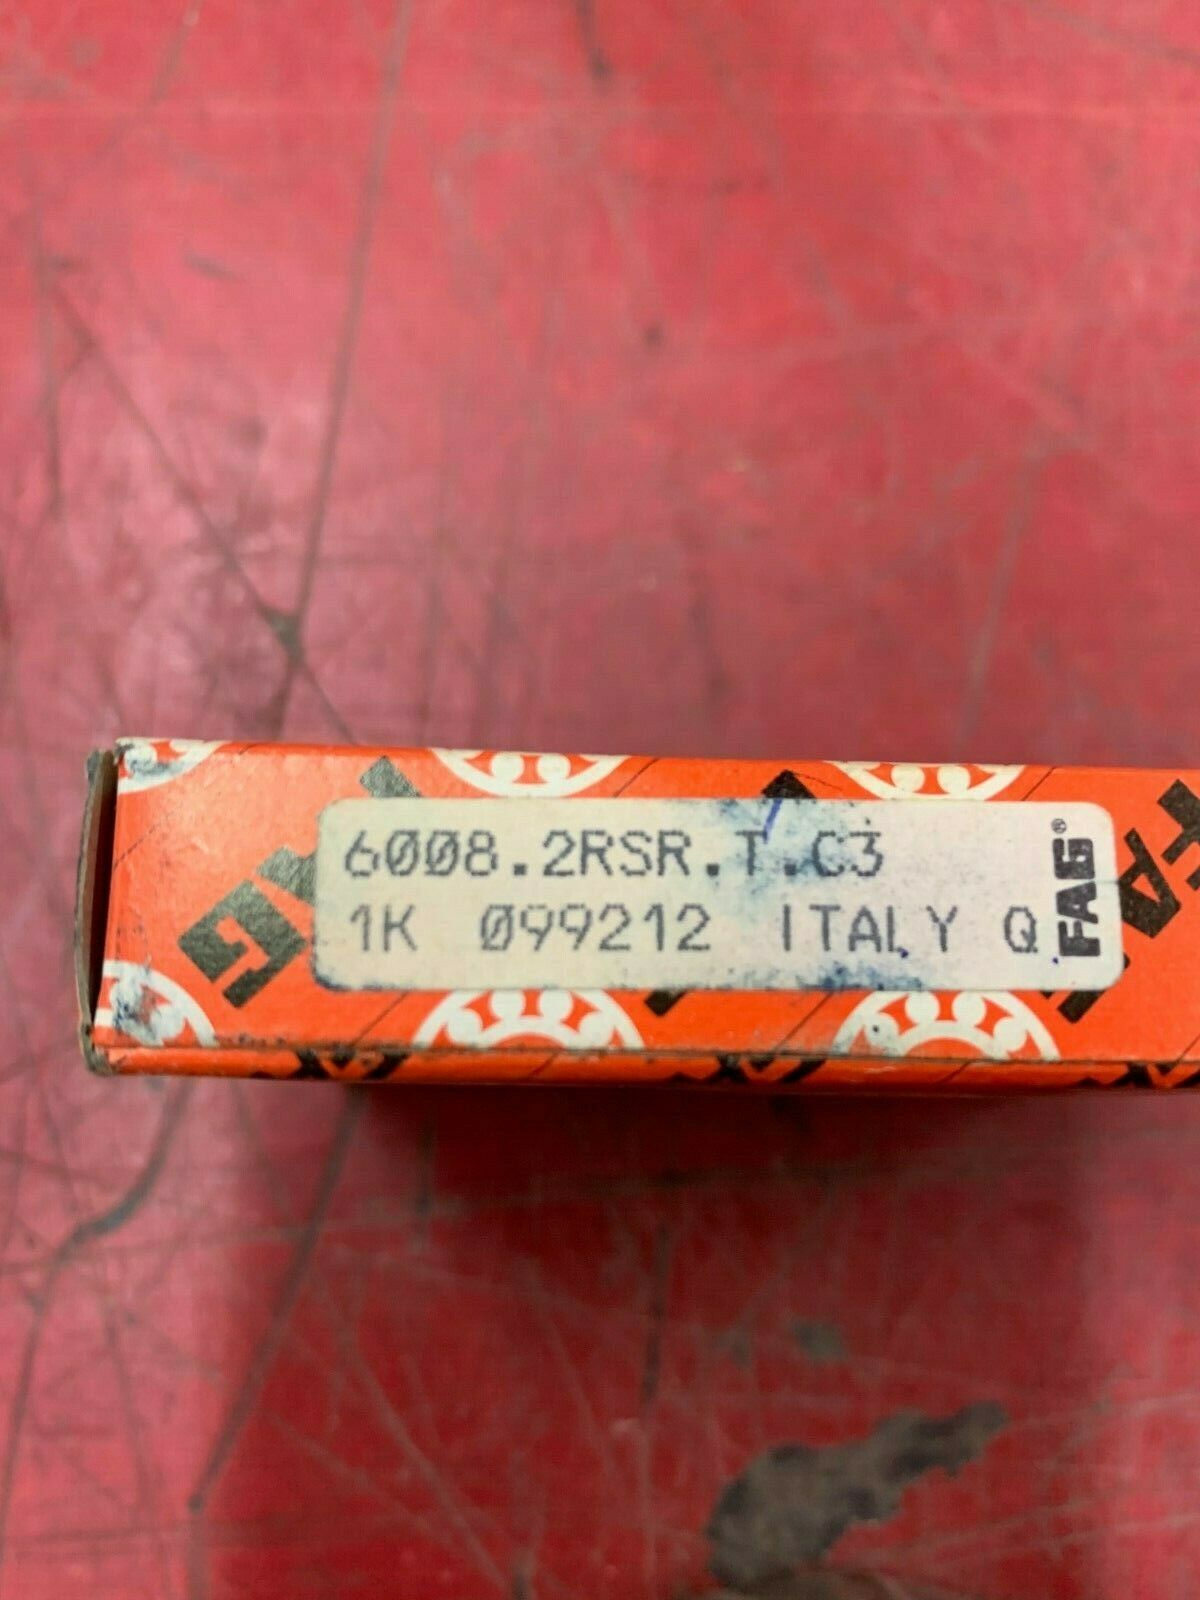 6008.2RSR.T.C3
1K 099212 ITALY Q
FAG®